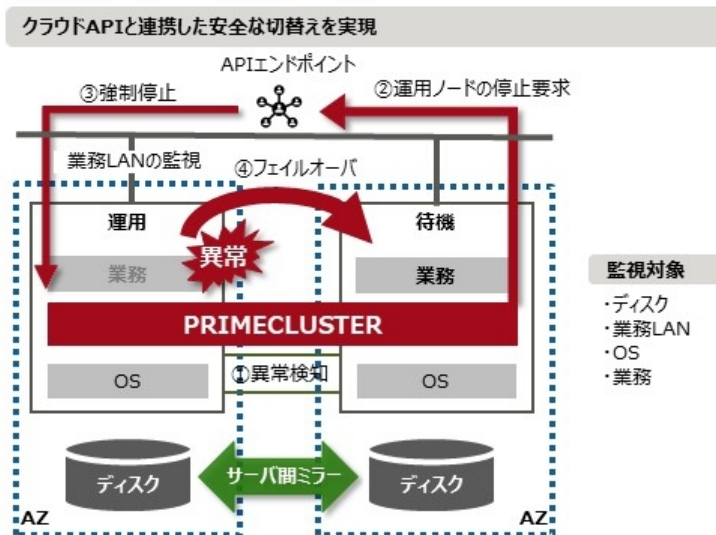 クラウドAPIと連携した安全な切替えを実現
APIエンドポイント
③強制停止
②運用ノードの停止要求
業務LANの監視
④フェイルオーバ
運用
待機
異常
業務
業務
PRIMECLUSTER
①異常検知
OS
OS
ディスク
サーバ間ミラー
ディスク
AZ
AZ
監視対象
・ディスク
・業務LAN
・OS
・業務